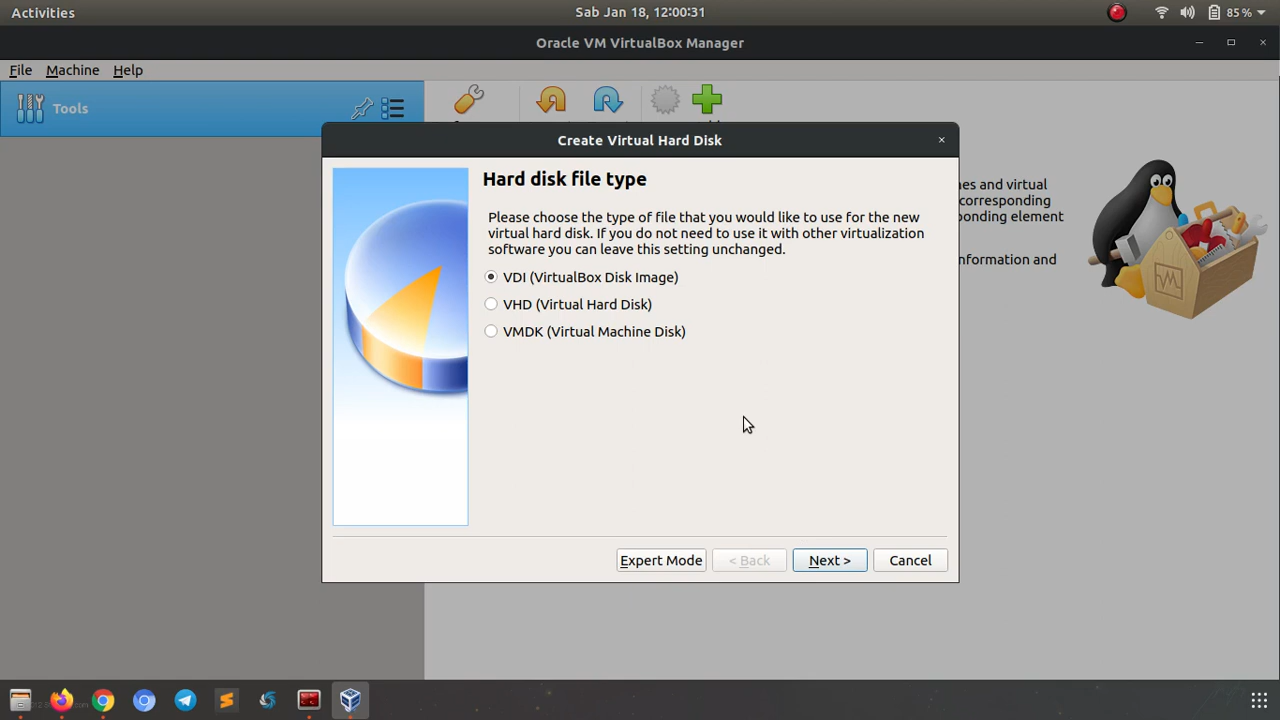 Activities
Sab Jan 18, 12:00:31
85%
Oracle VM VirtualBox Manager
File Machine Help
Tools
Create Virtual Hard Disk
Hard disk file type
Please choose the type of file that you would like to use for the new
virtual hard disk. If you do not need to use it with other virtualization
software you can leave this setting unchanged.
VDI (VirtualBox Disk Image)
VHD (Virtual Hard Disk)
VMDK (Virtual Machine Disk)
Expert Mode
< Back
Next >
Cancel
and virtual
corresponding
element
information and